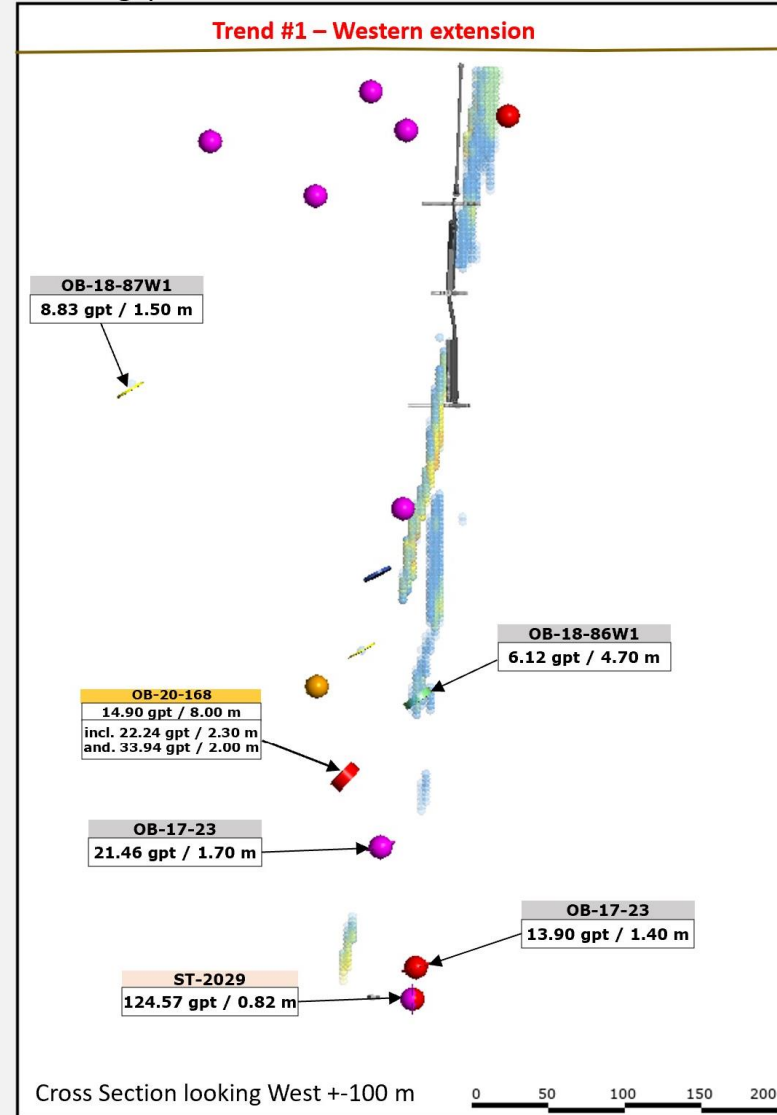 Trend #1 – Western extension
OB-18-87W1
8.83 gpt / 1.50 m
OB-18-86W1
6.12 gpt / 4.70 m
OB-20-168
14.90 gpt / 8.00 m
incl. 22.24 gpt / 2.30 m
and. 33.94 gpt / 2.00 m
OB-17-23
21.46 gpt / 1.70 m
OB-17-23
13.90 gpt / 1.40 m
ST-2029
124.57 gpt / 0.82 m
Cross Section looking West +-100 m
0 50 100 150 200